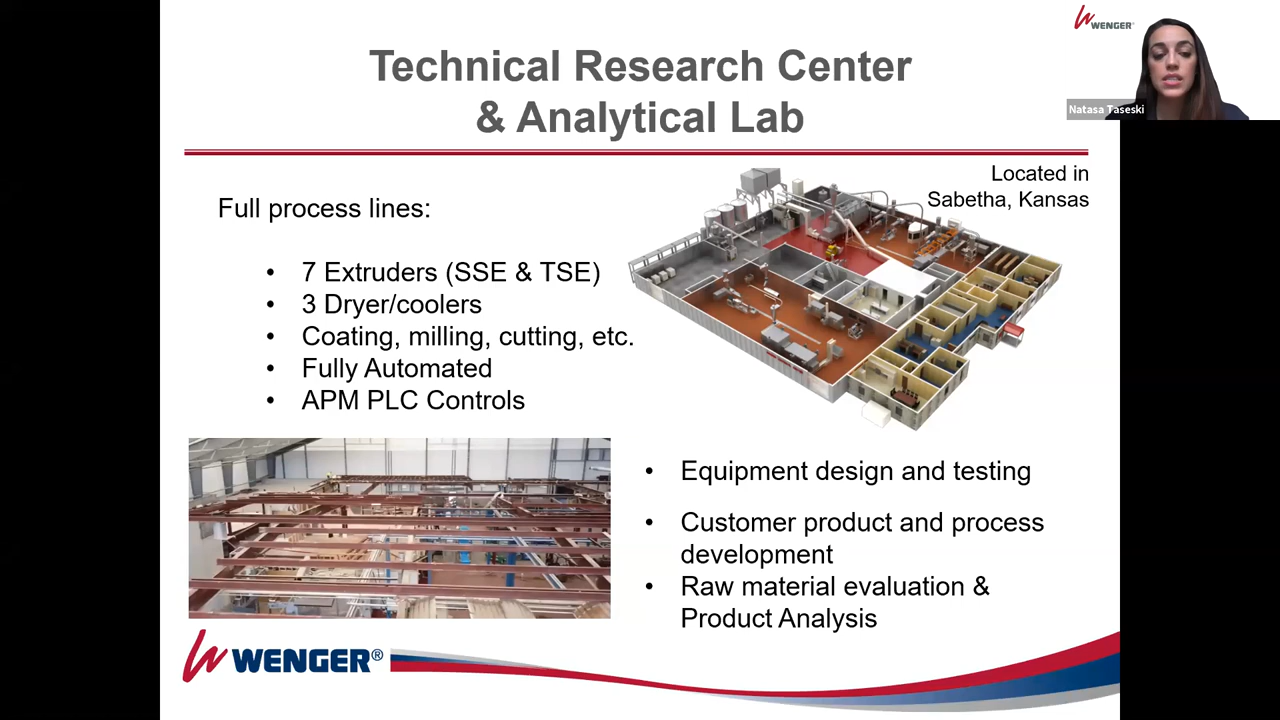 WENGER
Natasa Taseski
Technical Research Center
& Analytical Lab
Located in
Sabetha, Kansas
Full process lines:
• 7 Extruders (SSE & TSE)
• 3 Dryer/coolers
• Coating, milling, cutting, etc.
• Fully Automated
• APM PLC Controls
• Equipment design and testing
• Customer product and process
development
• Raw material evaluation &
Product Analysis
WENGER®